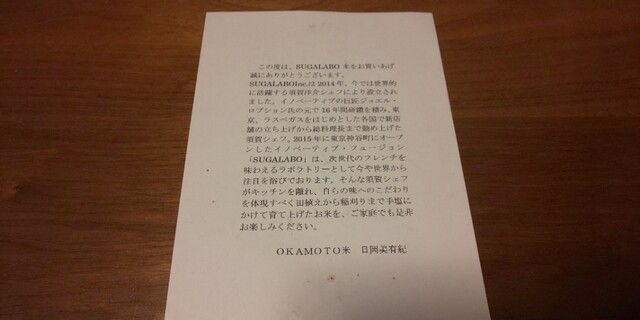 この度は、SUGALABO 米をお買いあげ
誠にありがとうございます。
SUGALABOInc.は 2014 年、今では世界的
に活躍する須賀洋介シェフにより設立され
ました。イノベーティブの巨匠ジョエル・
ロブション氏の元で 16 年間研鑽を積み、東
京、ラスベガスをはじめとした各国で新店
舗の立ち上げから総料理長まで勤め上げた
須賀シェフ。2015 年に東京神谷町にオープ
ンしたイノベーティブ・フュージョン
「SUGALABO」は、次世代のフレンチを
味わえるラボラトリーとして今や世界から
注目を浴びております。そんな須賀シェフ
がキッチンを離れ、自らの味へのこだわり
を体現すべく田植えから稲刈りまで手塩に
かけて育て上げたお米を、ご家庭でも是非
お楽しみください。
OKAMOTO米 日岡美有紀